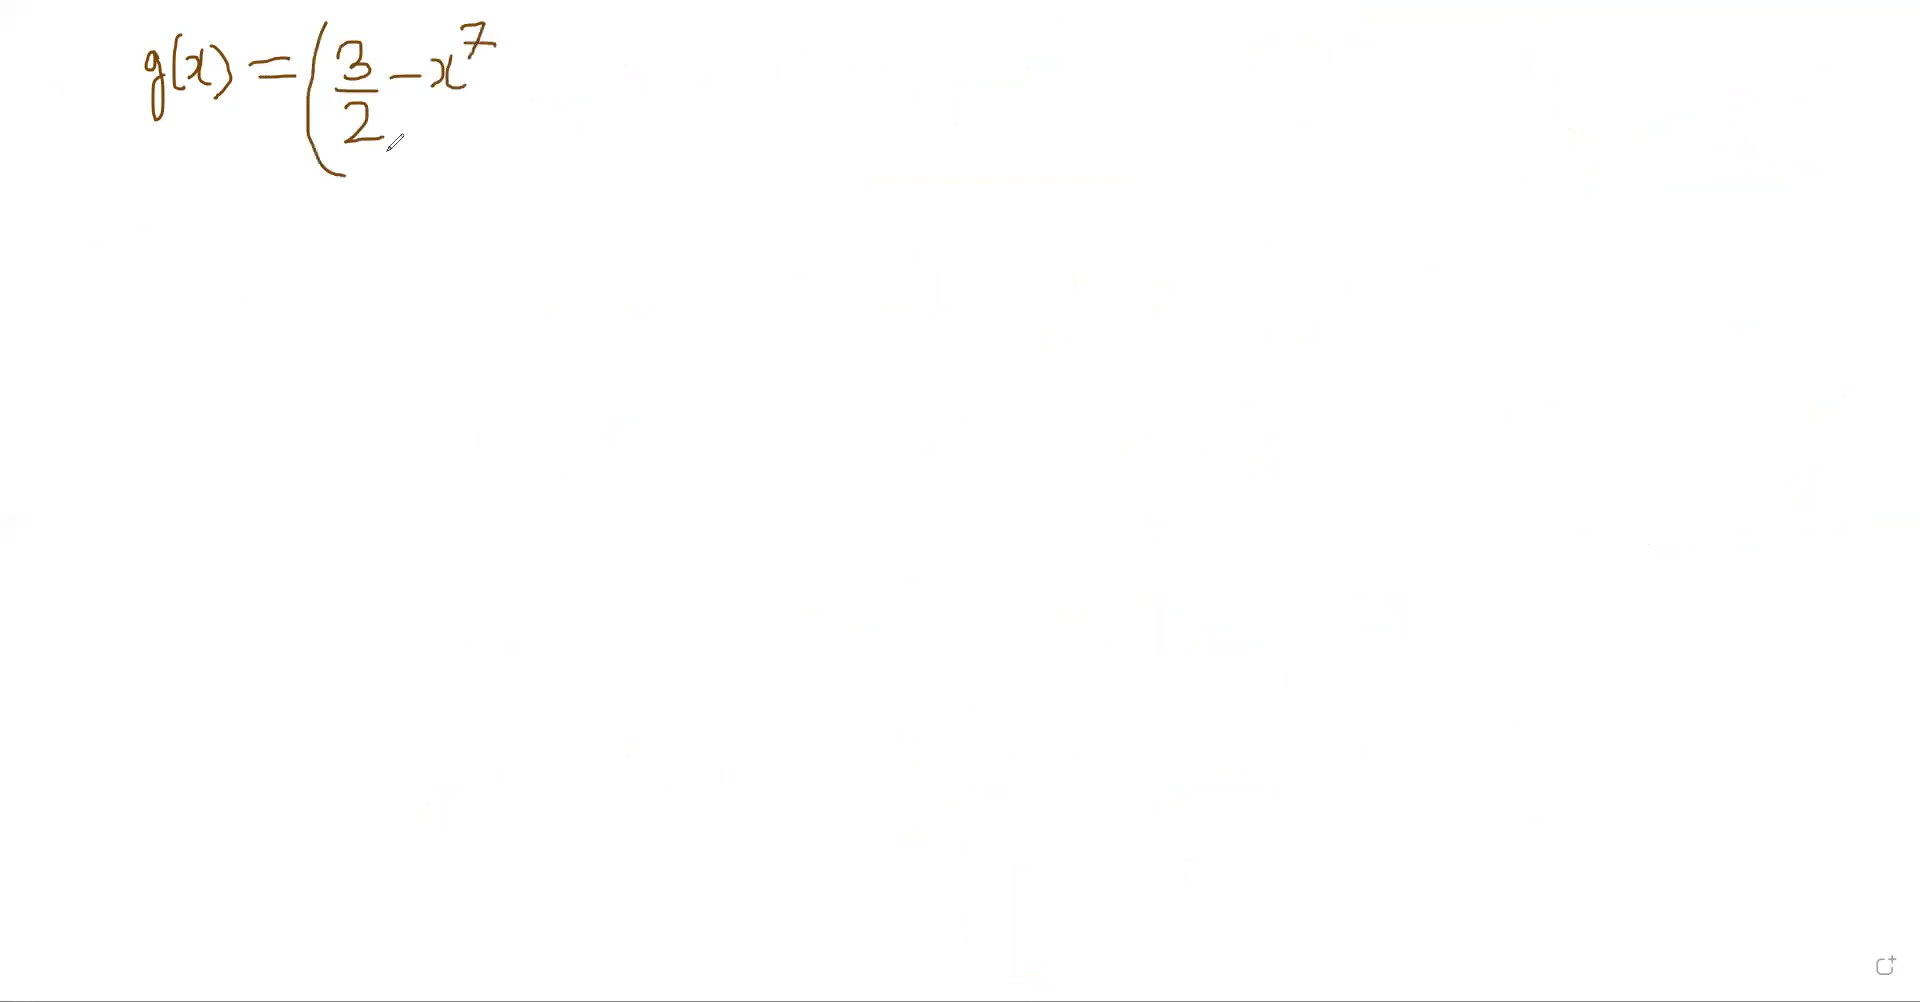 g(x) = (3/2 - x^7